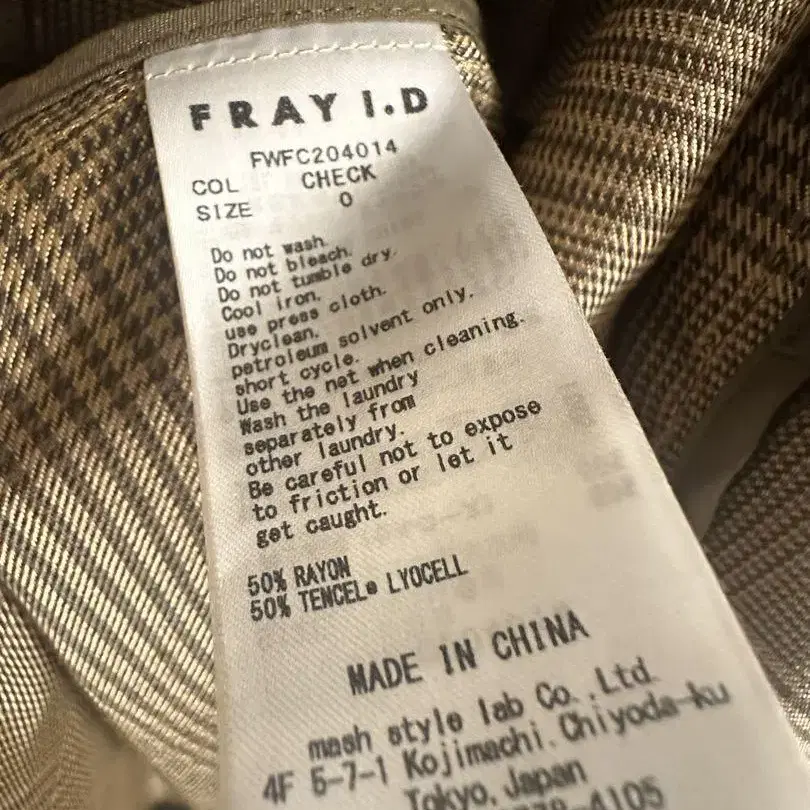 FRAY I.D
FWFC204014
COL CHECK
SIZE 0
Do not wash.
Do not bleach.
Do not tumble dry.
Cool iron.
use press cloth.
Dryclean.
petroleum solvent only.
short cycle.
Use the net when cleaning.
Wash the laundry
separately from
other laundry.
Be careful not to expose
to friction or let it
get caught.
50% RAYON
50% TENCEL® LYOCELL
MADE IN CHINA
mash style lab Co.,Ltd.
4F 5-7-1 Kojimachi.Chiyoda-ku
Tokyo,Japan
-4105